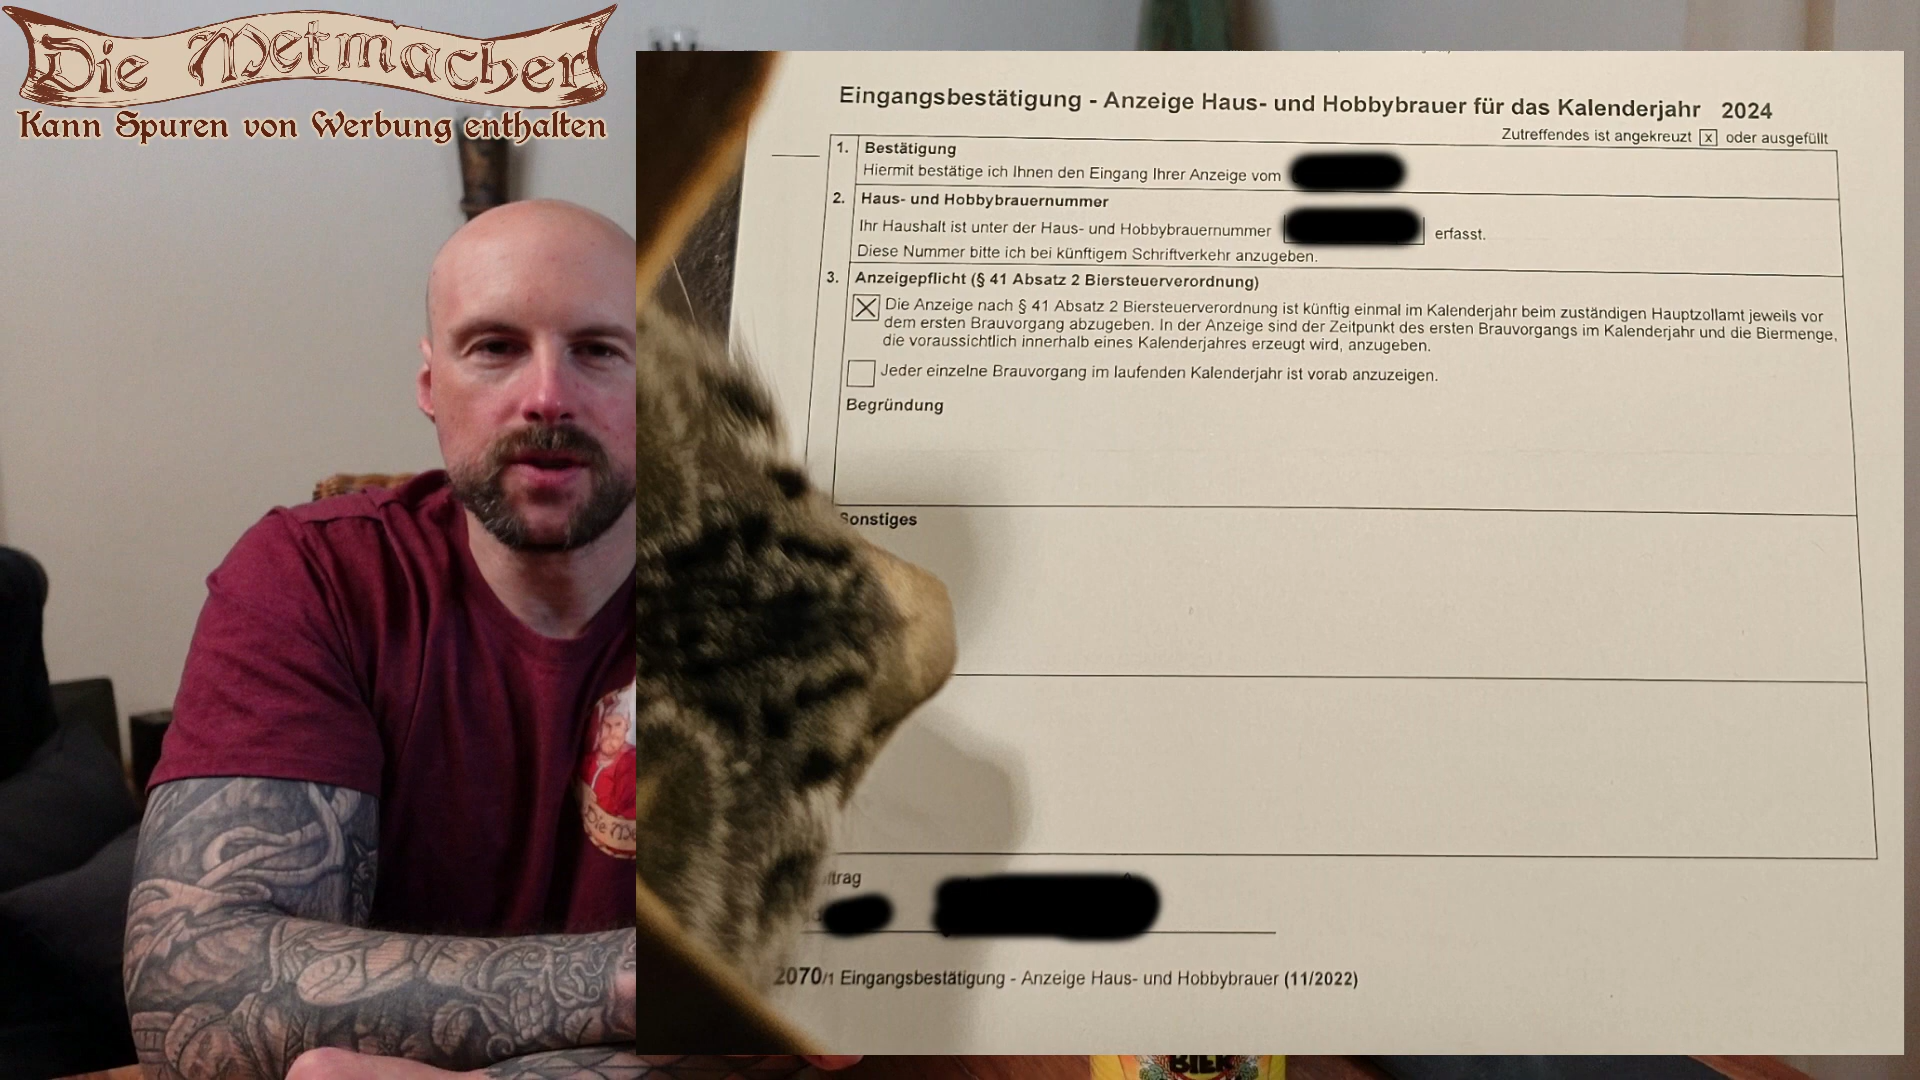 Die Metmacher
Kann Spuren von Werbung enthalten
Eingangsbestätigung - Anzeige Haus- und Hobbybrauer für das Kalenderjahr 2024
Zutreffendes ist angekreuzt x oder ausgefüllt
1. Bestätigung
Hiermit bestätige ich Ihnen den Eingang Ihrer Anzeige vom
2. Haus- und Hobbybrauernummer
Ihr Haushalt ist unter der Haus- und Hobbybrauernummer erfasst.
Diese Nummer bitte ich bei künftigem Schriftverkehr anzugeben.
3. Anzeigepflicht (§ 41 Absatz 2 Biersteuerverordnung)
Die Anzeige nach § 41 Absatz 2 Biersteuerverordnung ist künftig einmal im Kalenderjahr beim zuständigen Hauptzollamt jeweils vor
dem ersten Brauvorgang abzugeben. In der Anzeige sind der Zeitpunkt des ersten Brauvorgangs im Kalenderjahr und die Biermenge,
die voraussichtlich innerhalb eines Kalenderjahres erzeugt wird, anzugeben.
Jeder einzelne Brauvorgang im laufenden Kalenderjahr ist vorab anzuzeigen.
Begründung
Sonstiges
ftrag
2070/1 Eingangsbestätigung - Anzeige Haus- und Hobbybrauer (11/2022)
Die Me
BIER